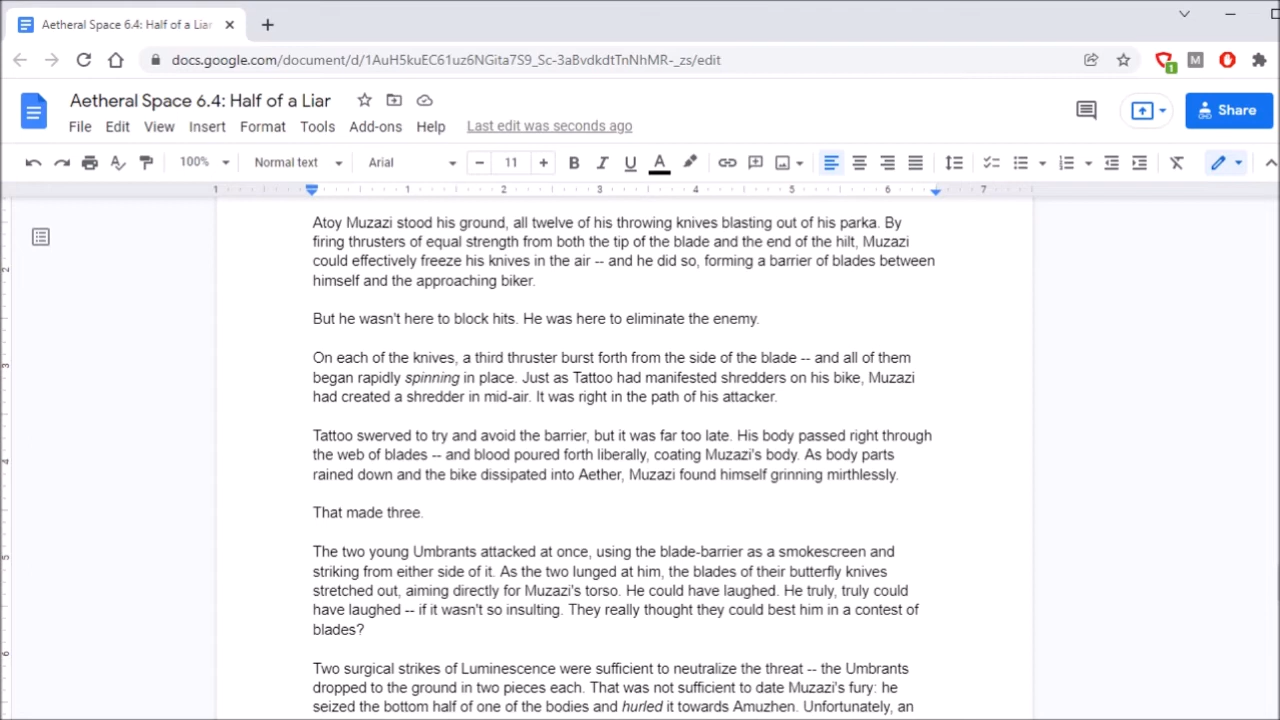 Aetheral Space 6.4: Half of a Liar
docs.google.com/document/d/1AuH5kuEC61uz6NGita7S9_Sc-3aBvdkdtTnNhMR-_zs/edit
1
M
Aetheral Space 6.4: Half of a Liar
File Edit View Insert Format Tools Add-ons Help Last edit was seconds ago
Share
100% Normal text Arial 11 B I U A
1 1 2 3 4 5 6 7
2
3
4
5
6
Atoy Muzazi stood his ground, all twelve of his throwing knives blasting out of his parka. By
firing thrusters of equal strength from both the tip of the blade and the end of the hilt, Muzazi
could effectively freeze his knives in the air -- and he did so, forming a barrier of blades between
himself and the approaching biker.
But he wasn't here to block hits. He was here to eliminate the enemy.
On each of the knives, a third thruster burst forth from the side of the blade -- and all of them
began rapidly spinning in place. Just as Tattoo had manifested shredders on his bike, Muzazi
had created a shredder in mid-air. It was right in the path of his attacker.
Tattoo swerved to try and avoid the barrier, but it was far too late. His body passed right through
the web of blades -- and blood poured forth liberally, coating Muzazi's body. As body parts
rained down and the bike dissipated into Aether, Muzazi found himself grinning mirthlessly.
That made three.
The two young Umbrants attacked at once, using the blade-barrier as a smokescreen and
striking from either side of it. As the two lunged at him, the blades of their butterfly knives
stretched out, aiming directly for Muzazi's torso. He could have laughed. He truly, truly could
have laughed -- if it wasn't so insulting. They really thought they could best him in a contest of
blades?
Two surgical strikes of Luminescence were sufficient to neutralize the threat -- the Umbrants
dropped to the ground in two pieces each. That was not sufficient to date Muzazi's fury: he
seized the bottom half of one of the bodies and hurled it towards Amuzhen. Unfortunately, an